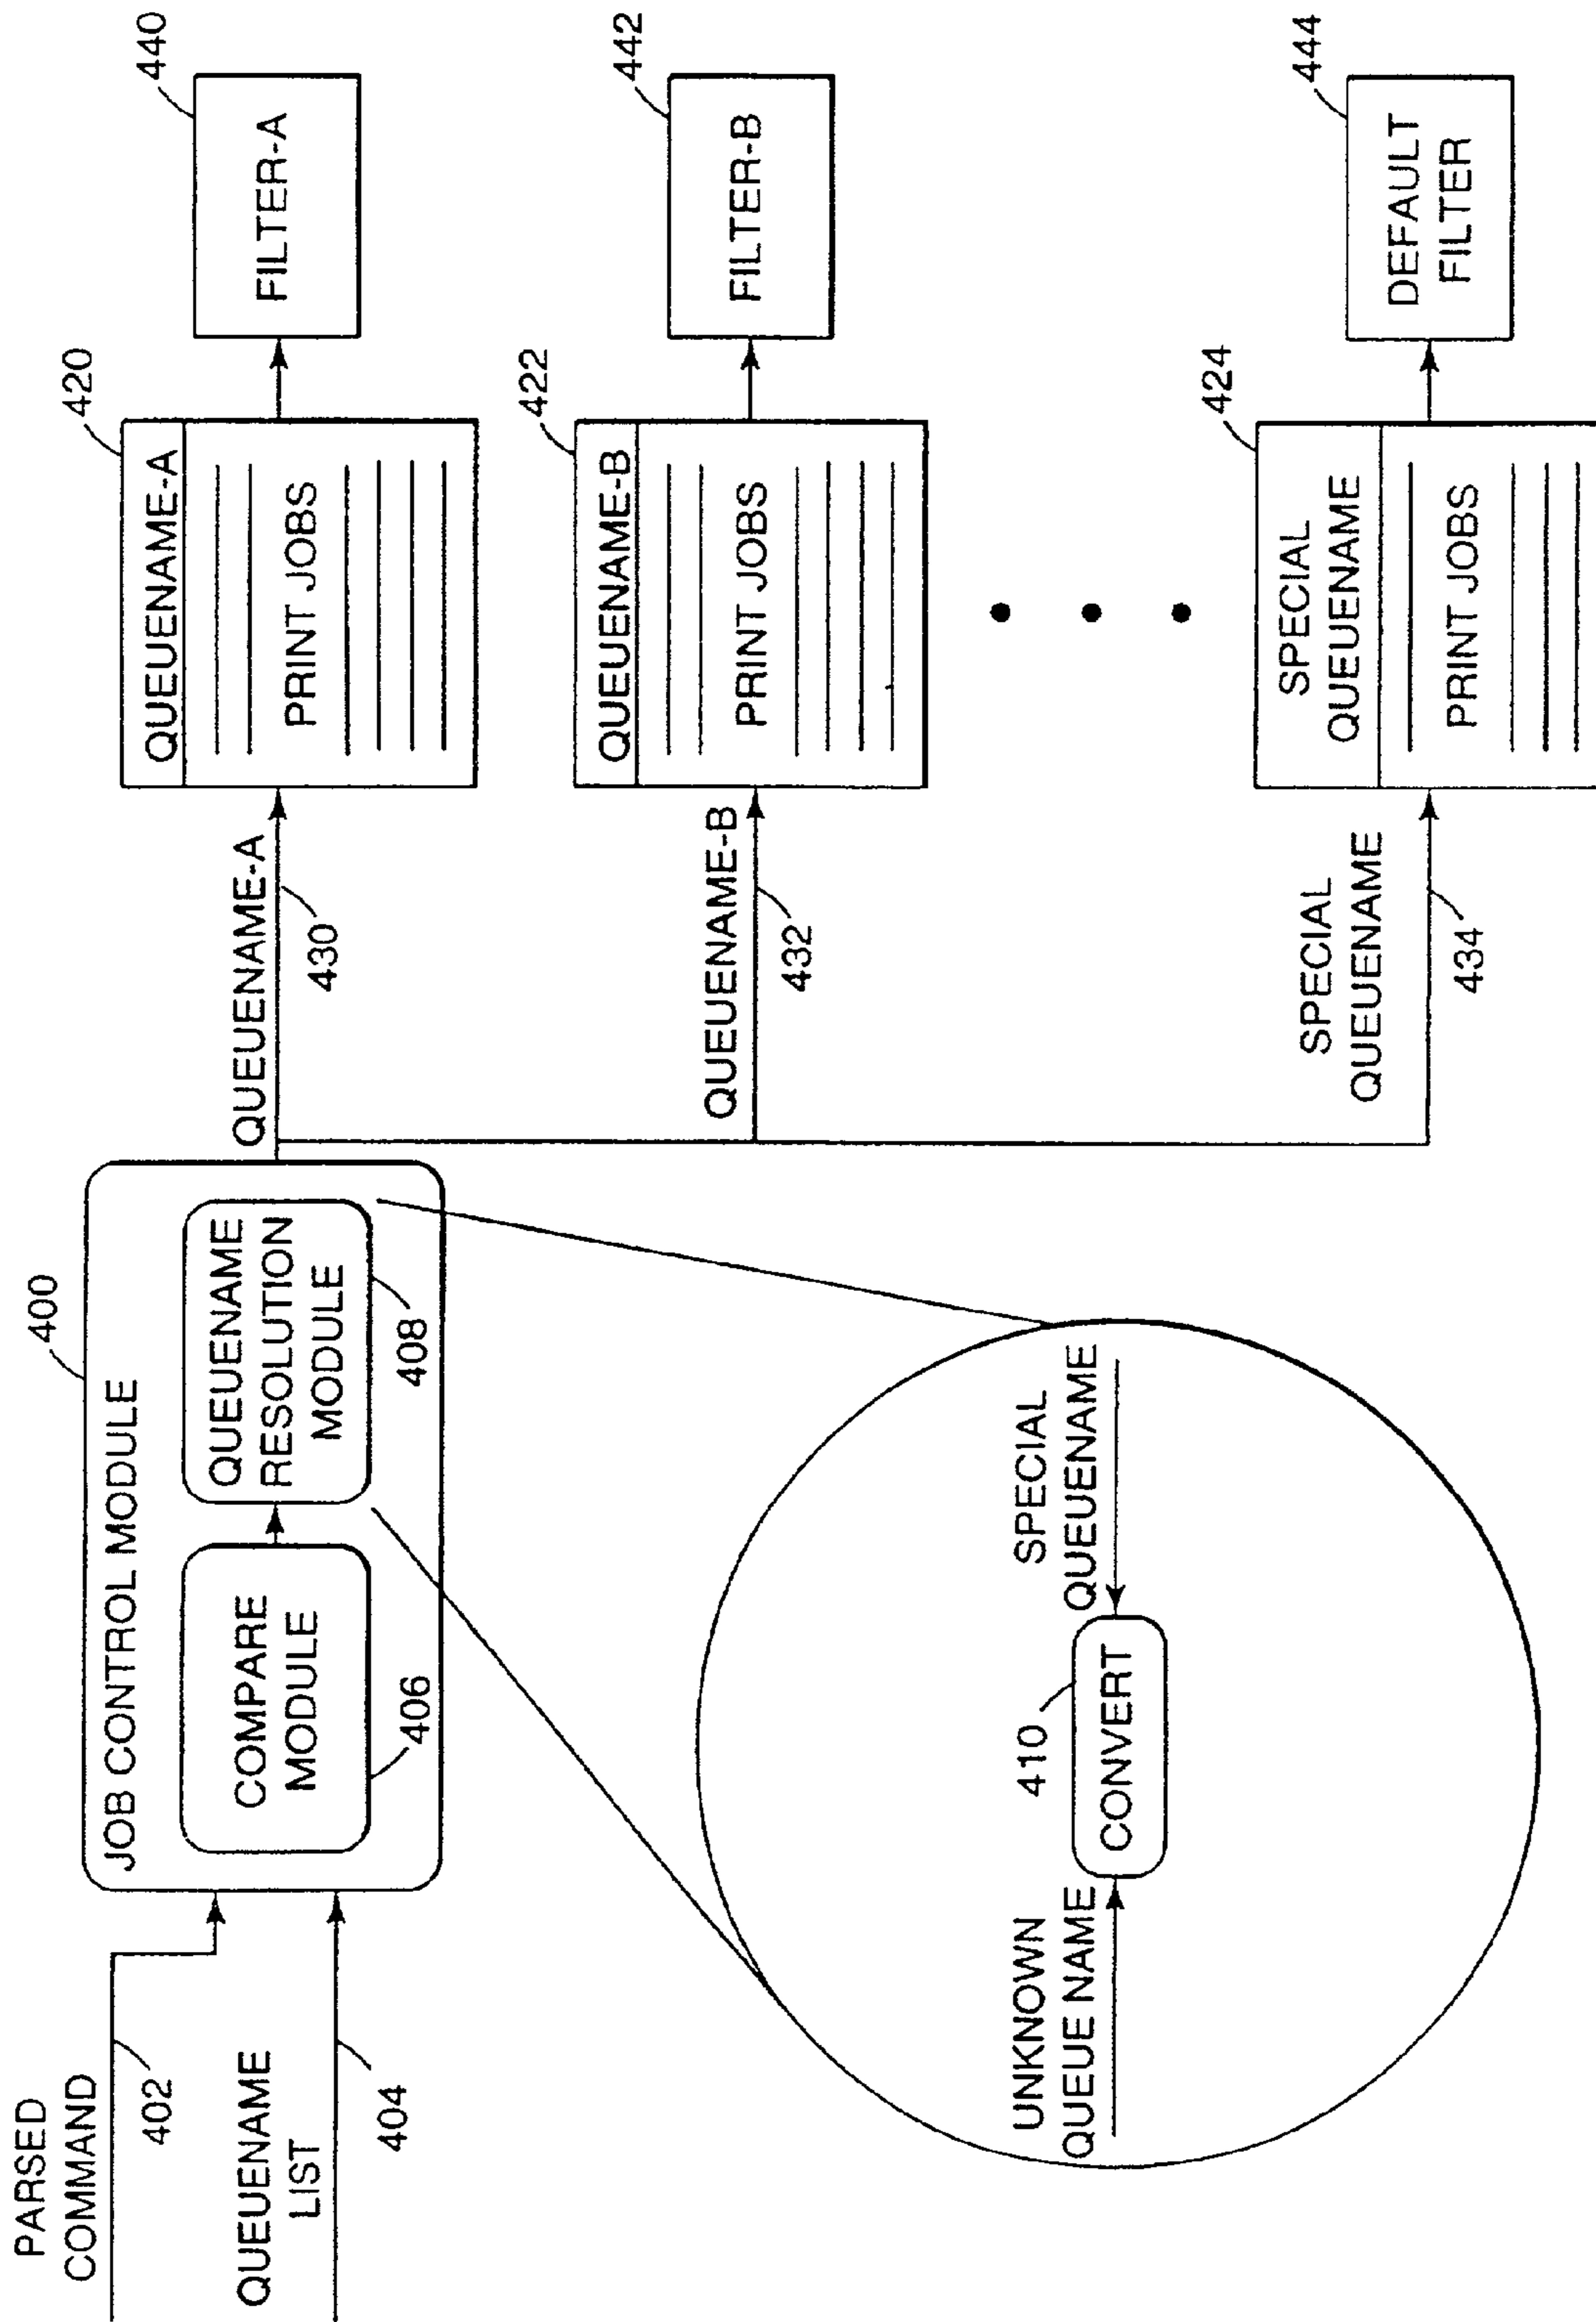 PARSED
COMMAND
402
QUEUENAME
LIST
404
400
JOB CONTROL MODULE
COMPARE
MODULE
406
QUEUENAME
RESOLUTION
MODULE
408
UNKNOWN
QUEUE NAME
410
CONVERT
SPECIAL
QUEUENAME
QUEUENAME-A
430
420
QUEUENAME-A
PRINT JOBS
440
FILTER-A
QUEUENAME-B
432
422
QUEUENAME-B
PRINT JOBS
442
FILTER-B
SPECIAL
QUEUENAME
434
424
SPECIAL
QUEUENAME
PRINT JOBS
444
DEFAULT
FILTER